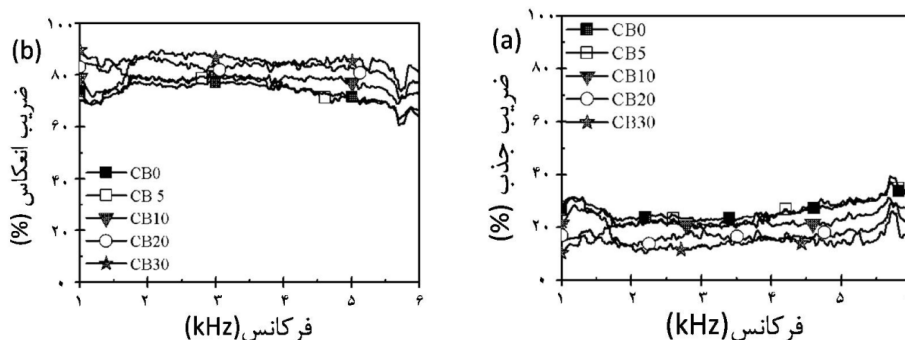 (b)
ضریب انعکاس (%)
۱۰۰
۸۰
۶۰
۴۰
۲۰
۰
CB0
CB 5
CB10
CB20
CB30
۱ ۲ ۳ ۴ ۵ ۶
فرکانس(kHz)
(a)
ضریب جذب (%)
۱۰۰
۸۰
۶۰
۴۰
۲۰
۰
CB0
CB5
CB10
CB20
CB30
۱ ۲ ۳ ۴ ۵ ۶
فرکانس(kHz)